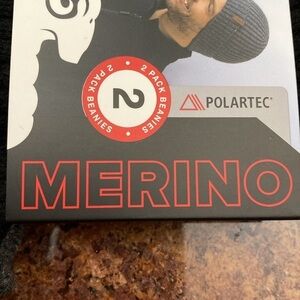 2 PACK BEANIES
2
2 PACK BEANIES
POLARTEC®
MERINO